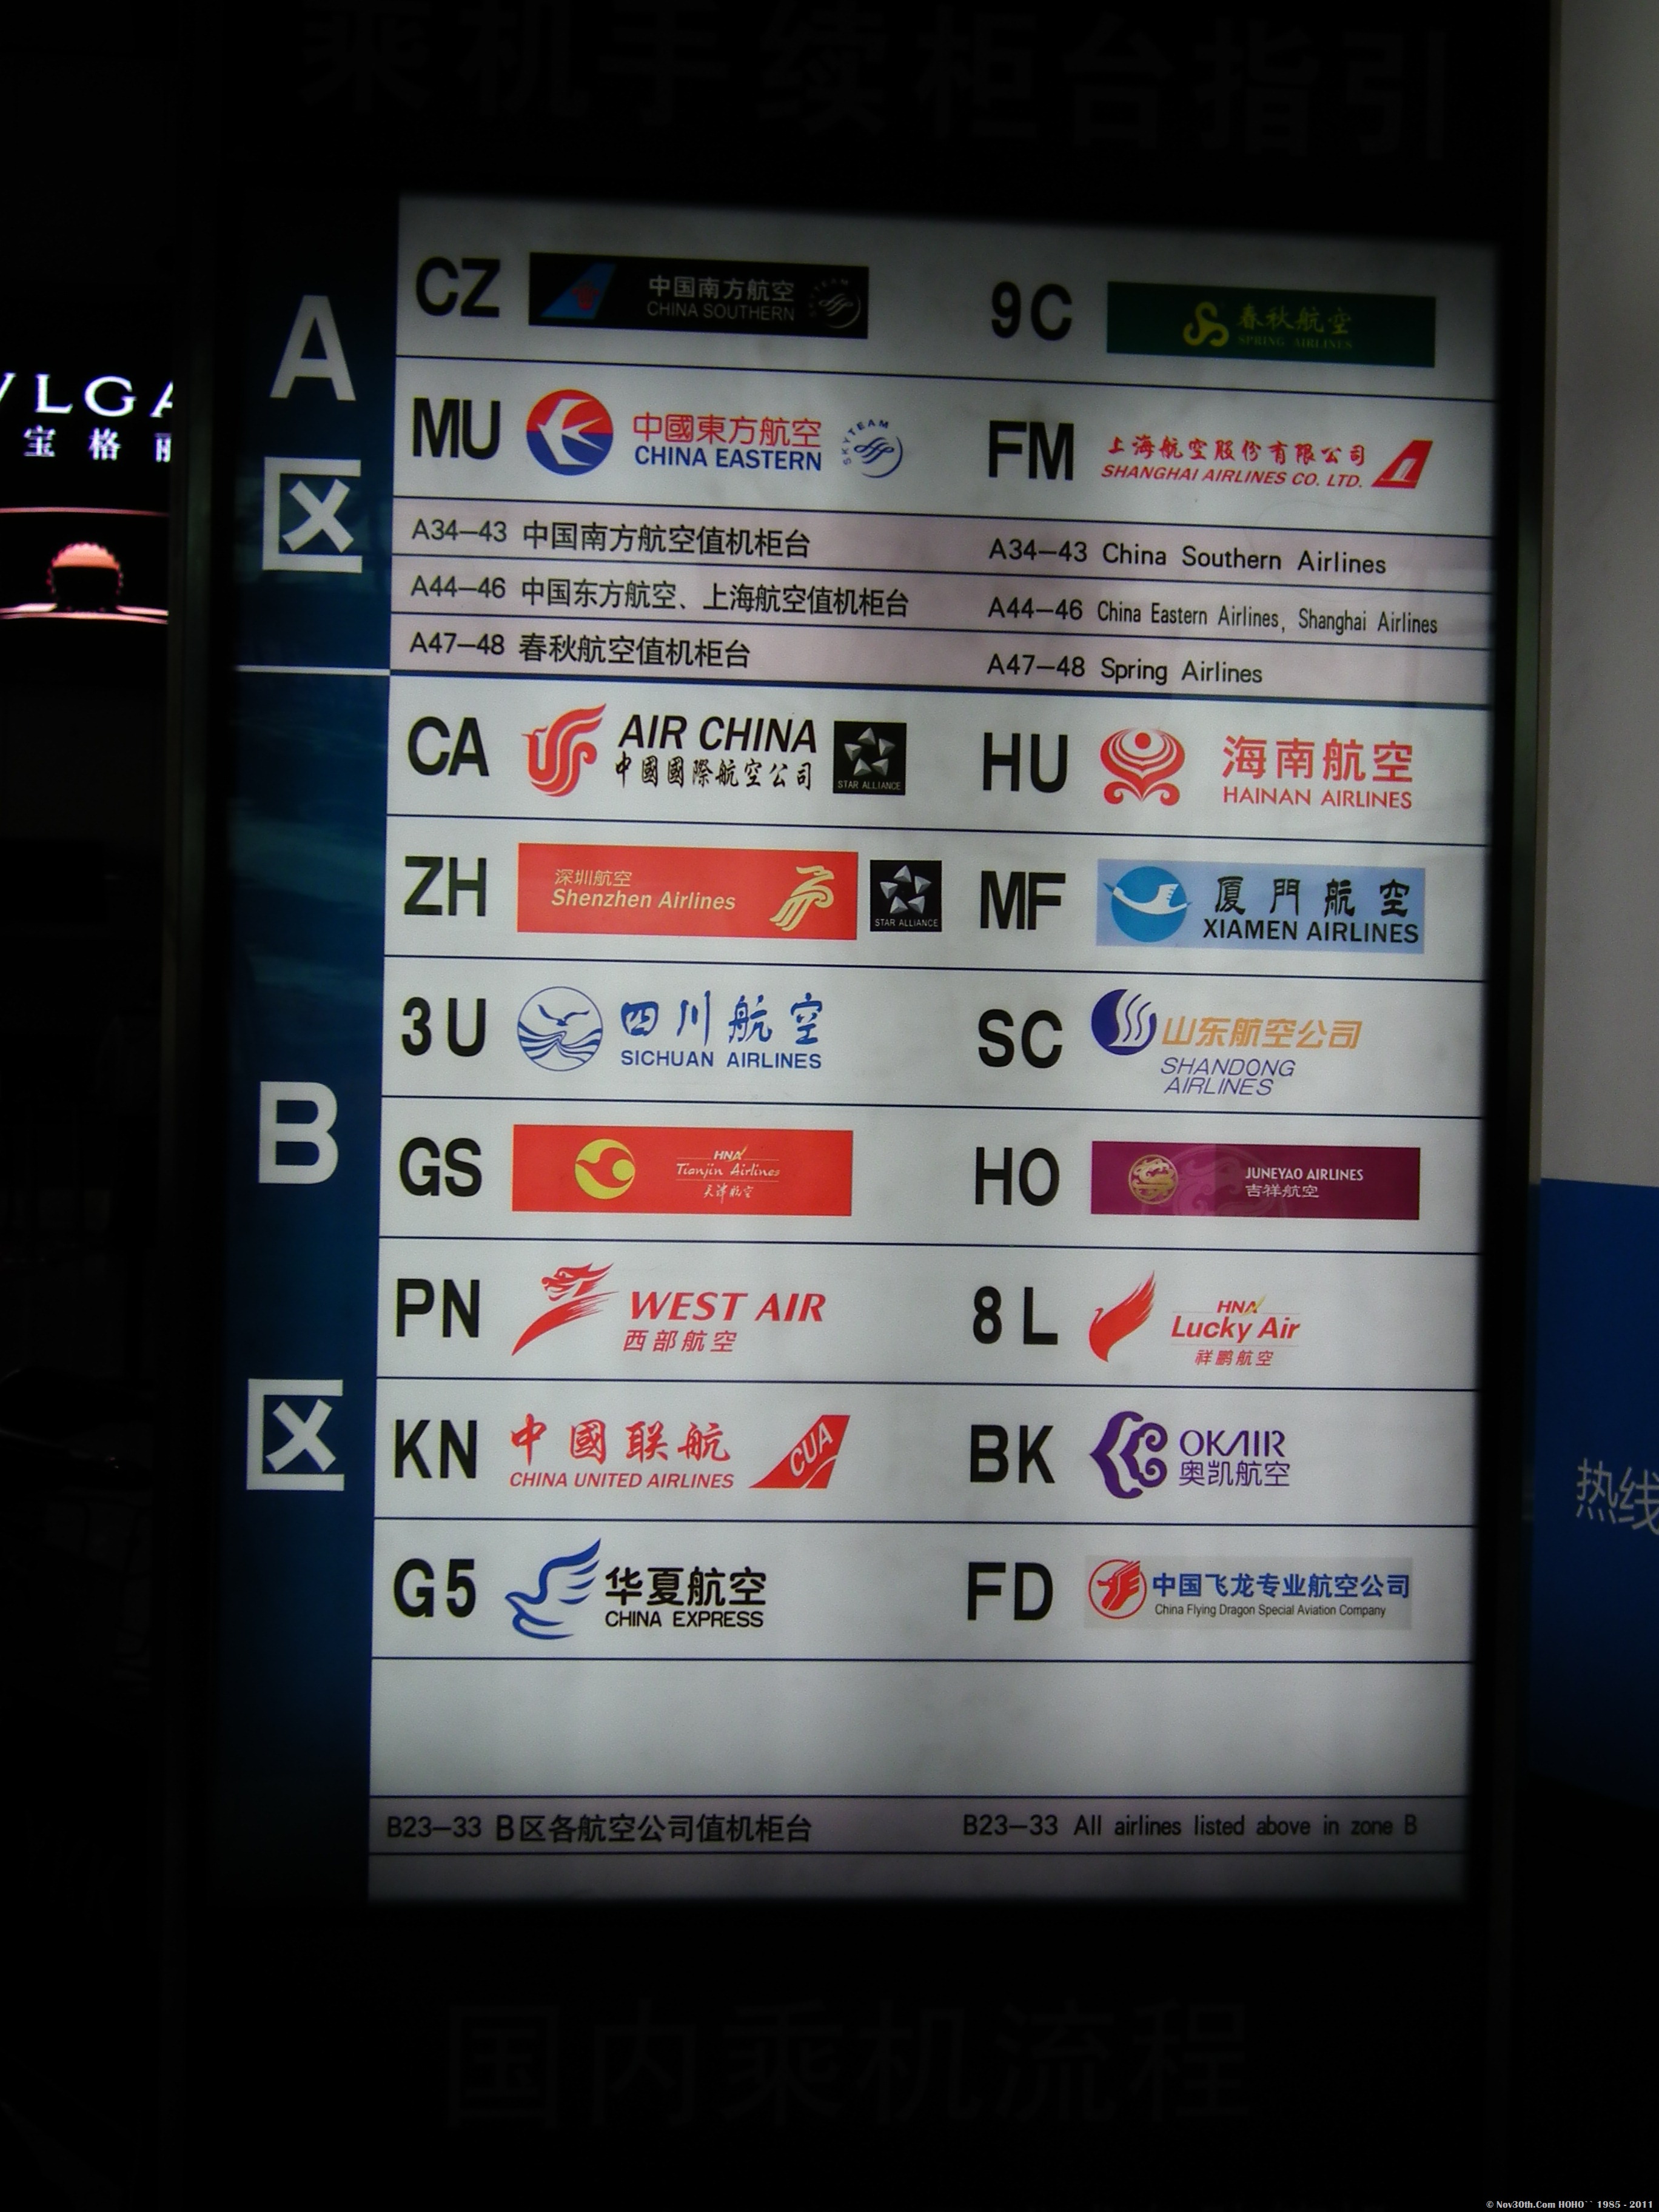 乘机手续柜台指引
A
区
CZ 中国南方航空
CHINA SOUTHERN
SKYTEAM
9C 春秋航空
SPRING AIRLINES
MU 中國東方航空
CHINA EASTERN
SKYTEAM
FM 上海航空股份有限公司
SHANGHAI AIRLINES CO. LTD.
A34—43 中国南方航空值机柜台 A34—43 China Southern Airlines
A44—46 中国东方航空、上海航空值机柜台 A44—46 China Eastern Airlines, Shanghai Airlines
A47—48 春秋航空值机柜台 A47—48 Spring Airlines
B
区
CA AIR CHINA
中國國際航空公司
STAR ALLIANCE
HU 海南航空
HAINAN AIRLINES
ZH 深圳航空
Shenzhen Airlines
STAR ALLIANCE
MF 厦門航空
XIAMEN AIRLINES
3U 四川航空
SICHUAN AIRLINES
SC 山东航空公司
SHANDONG
AIRLINES
GS HNA
Tianjin Airlines
天津航空
HO JUNEYAO AIRLINES
吉祥航空
PN WEST AIR
西部航空
8L HNA
Lucky Air
祥鹏航空
KN 中國联航
CHINA UNITED AIRLINES
CUA
BK OKAIR
奥凯航空
G5 华夏航空
CHINA EXPRESS
FD 中国飞龙专业航空公司
China Flying Dragon Special Aviation Company
B23—33 B区各航空公司值机柜台 B23—33 All airlines listed above in zone B
国内乘机流程
VLGA
宝格丽
热线
© Nov30th.Com HOHO`` 1985 - 2011